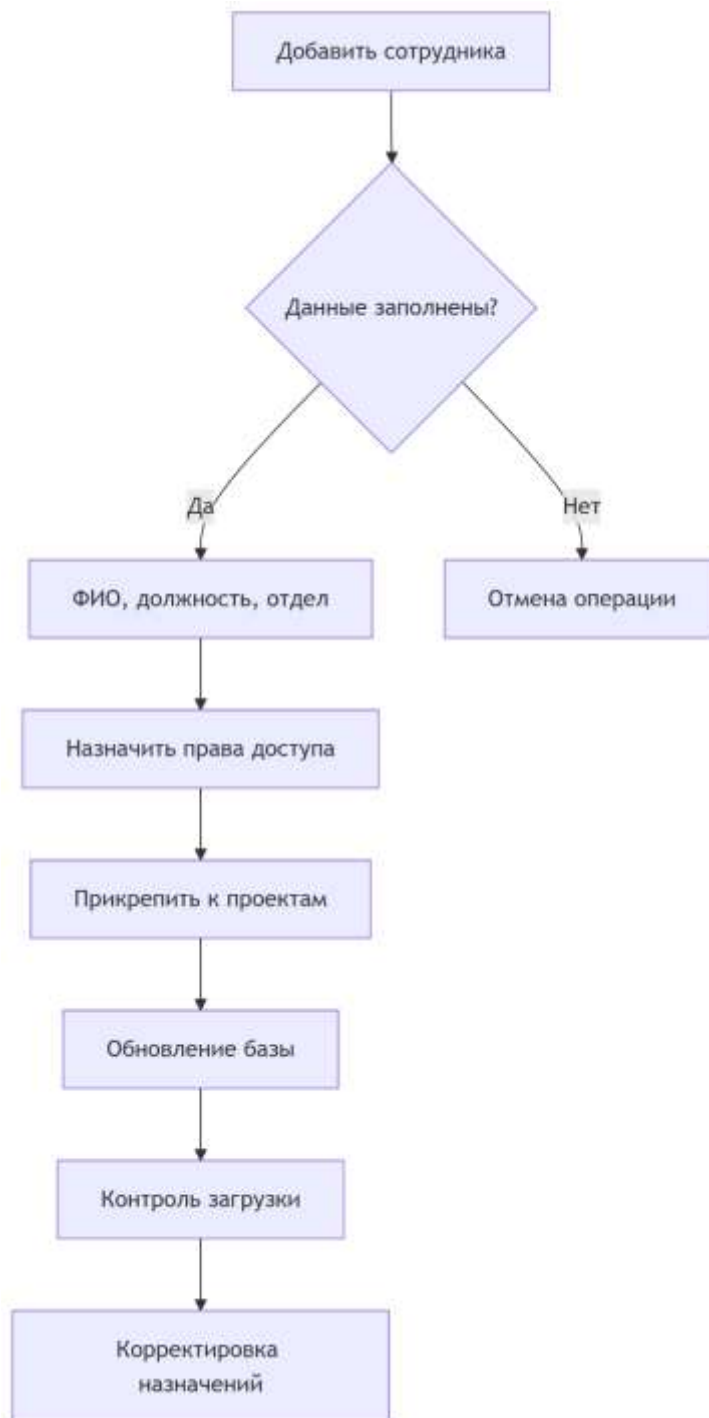 Добавить сотрудника
Данные заполнены?
Да
Нет
ФИО, должность, отдел
Отмена операции
Назначить права доступа
Прикрепить к проектам
Обновление базы
Контроль загрузки
Корректировка
назначений